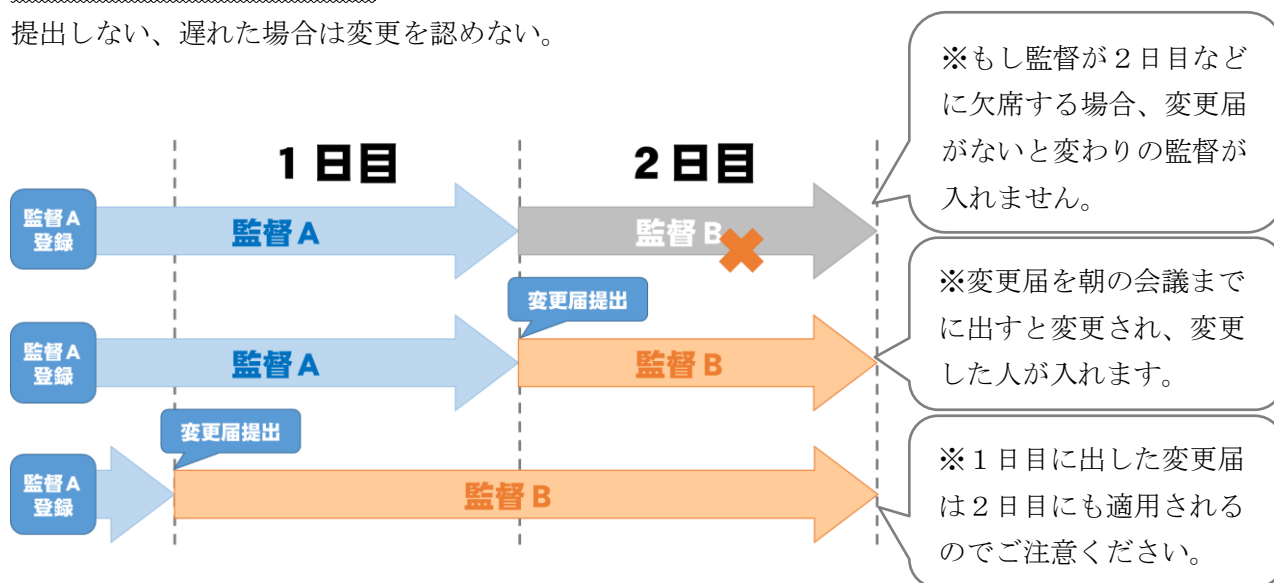 提出しない、遅れた場合は変更を認めない。
※もし監督が２日目など
に欠席する場合、変更届
がないと変わりの監督が
入れません。
1日目
2日目
監督A
登録
監督A
監督B
※変更届を朝の会議まで
に出すと変更され、変更
した人が入れます。
変更届提出
監督A
登録
監督A
監督B
変更届提出
監督A
登録
監督B
※１日目に出した変更届
は２日目にも適用される
のでご注意ください。